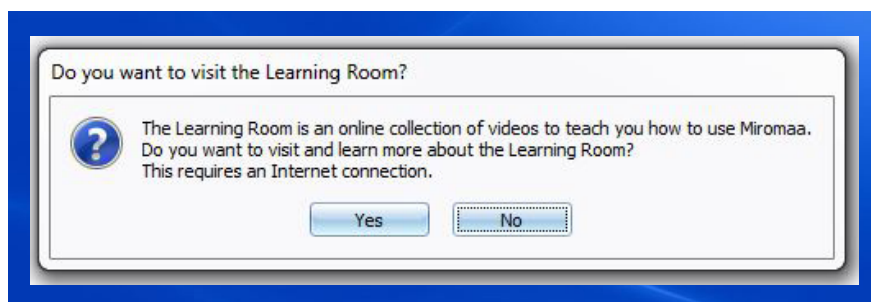 Do you want to visit the Learning Room?
The Learning Room is an online collection of videos to teach you how to use Miromaa.
Do you want to visit and learn more about the Learning Room?
This requires an Internet connection.
Yes No